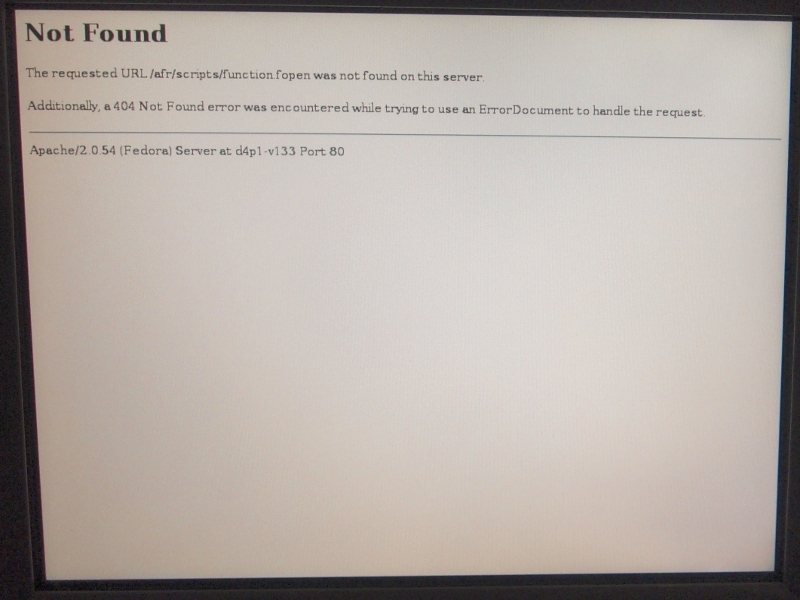 Not Found
The requested URL /afr/scripts/function.fopen was not found on this server.
Additionally, a 404 Not Found error was encountered while trying to use an ErrorDocument to handle the request.
Apache/2.0.54 (Fedora) Server at d4p1-v133 Port 80